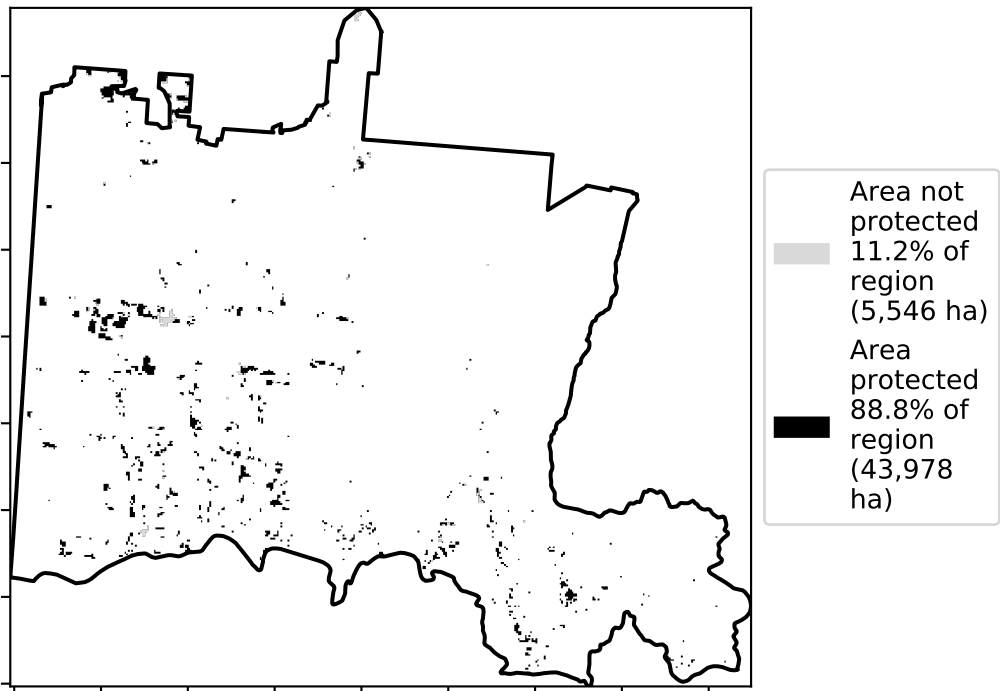 Area not
protected
11.2% of
region
(5,546 ha)
Area
protected
88.8% of
region
(43,978
ha)